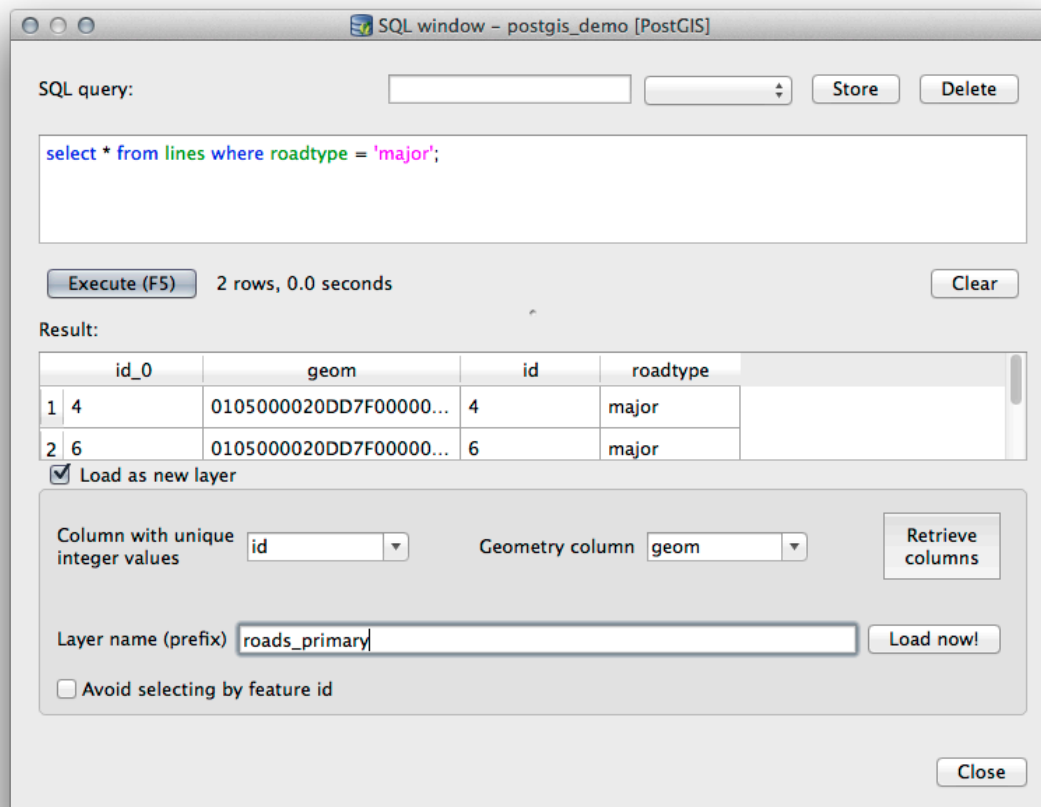 SQL window – postgis_demo [PostGIS]
SQL query:
Store
Delete
select * from lines where roadtype = 'major';
Execute (F5)
2 rows, 0.0 seconds
Clear
Result:
id_0 geom id roadtype
1 4 0105000020DD7F00000... 4 major
2 6 0105000020DD7F00000... 6 major
Load as new layer
Column with unique
integer values
id
Geometry column
geom
Retrieve
columns
Layer name (prefix)
roads_primary
Load now!
Avoid selecting by feature id
Close